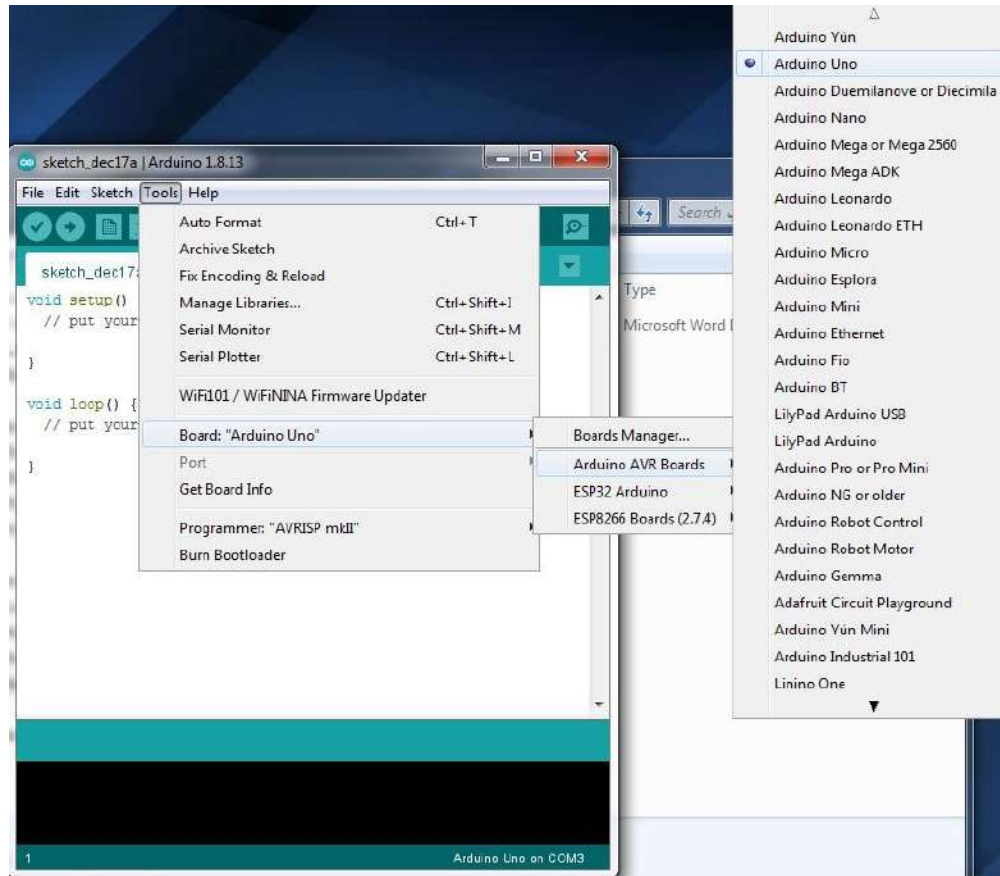 sketch_dec17a | Arduino 1.8.13
File Edit Sketch Tools Help
sketch_dec17a
void setup()
// put your
}
void loop() {
// put your
}
Auto Format Ctrl+T
Archive Sketch
Fix Encoding & Reload
Manage Libraries... Ctrl+Shift+I
Serial Monitor Ctrl+Shift+M
Serial Plotter Ctrl+Shift+L
WiFi101 / WiFiNINA Firmware Updater
Board: "Arduino Uno"
Port
Get Board Info
Programmer: "AVRISP mkII"
Burn Bootloader
Boards Manager...
Arduino AVR Boards
ESP32 Arduino
ESP8266 Boards (2.7.4)
Arduino Yún
Arduino Uno
Arduino Duemilanove or Diecimila
Arduino Nano
Arduino Mega or Mega 2560
Arduino Mega ADK
Arduino Leonardo
Arduino Leonardo ETH
Arduino Micro
Arduino Esplora
Arduino Mini
Arduino Ethernet
Arduino Fio
Arduino BT
LilyPad Arduino USB
LilyPad Arduino
Arduino Pro or Pro Mini
Arduino NG or older
Arduino Robot Control
Arduino Robot Motor
Arduino Gemma
Adafruit Circuit Playground
Arduino Yún Mini
Arduino Industrial 101
Linino One
Search
Type
Microsoft Word
1 Arduino Uno on COM3